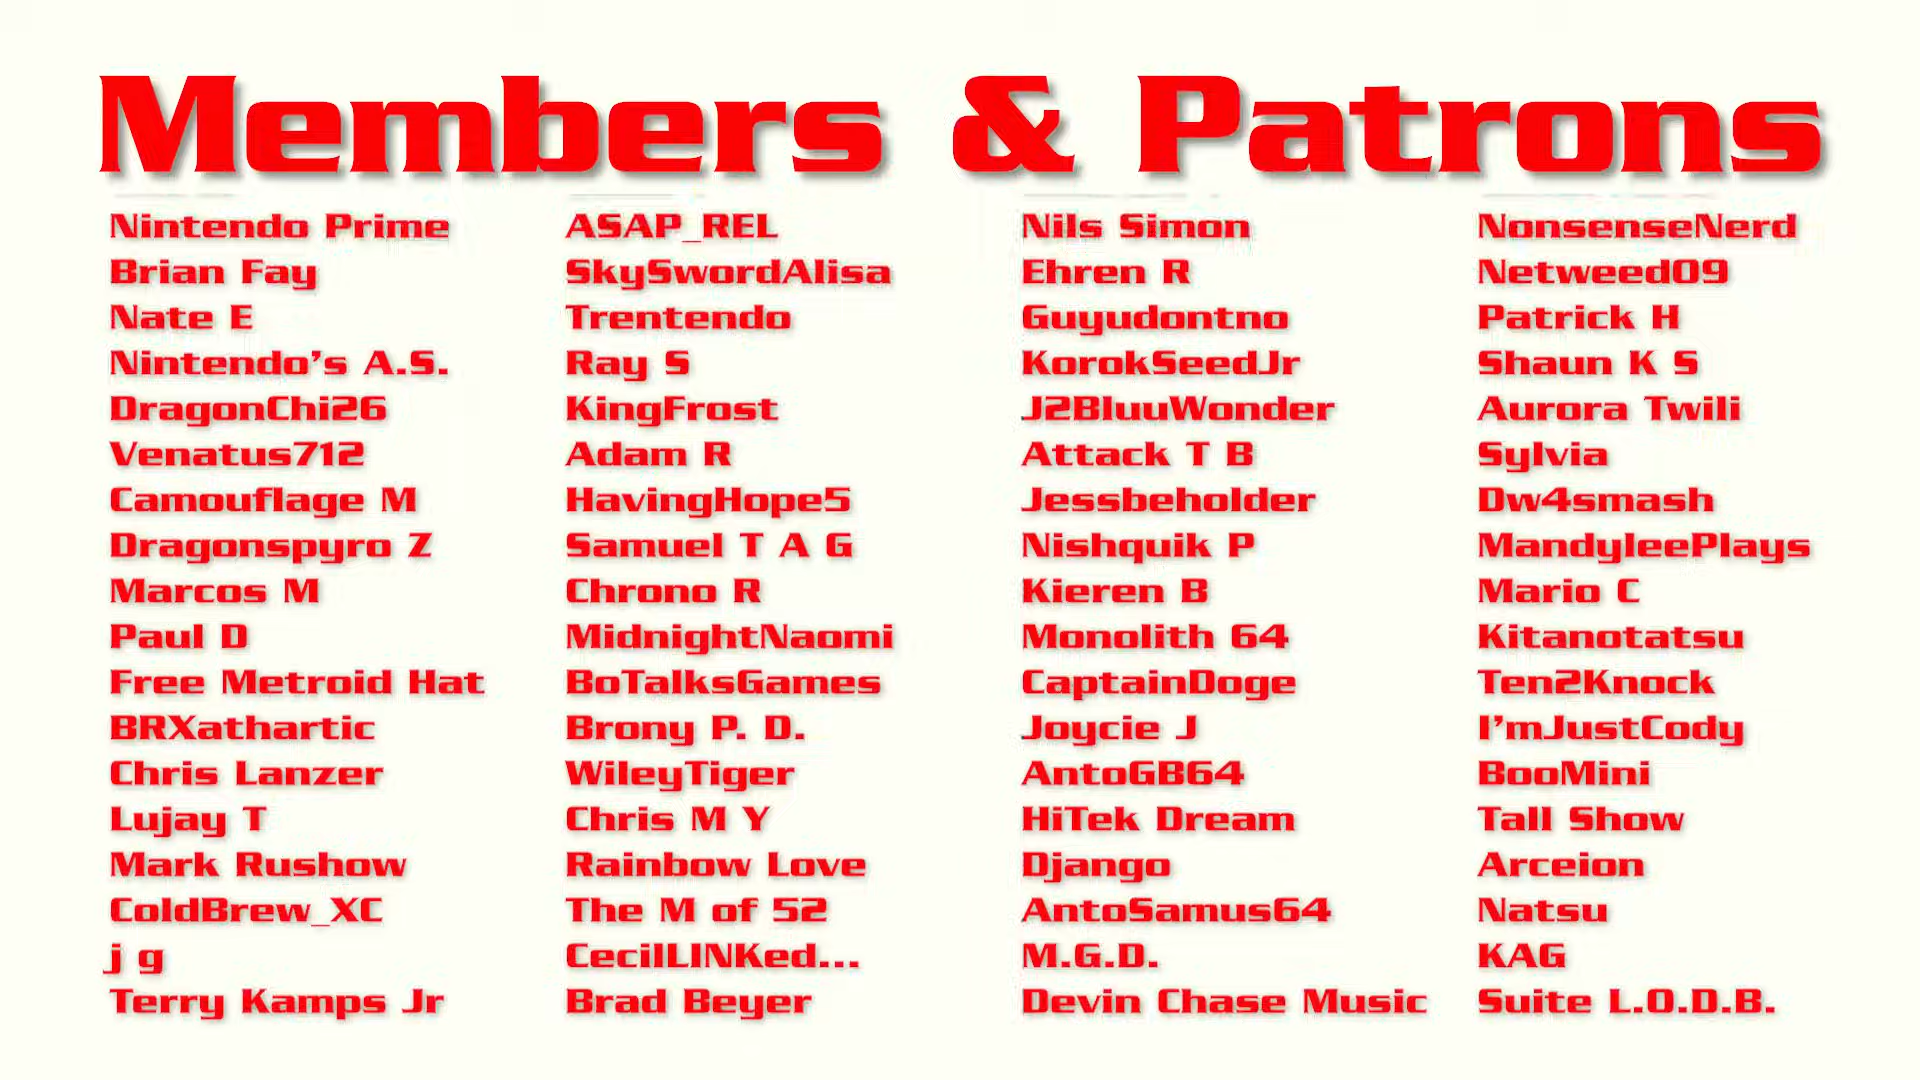 Members & Patrons
Nintendo Prime
Brian Fay
Nate E
Nintendo's A.S.
DragonChi26
Venatus712
Camouflage M
Dragonspyro Z
Marcos M
Paul D
Free Metroid Hat
BRXathartic
Chris Lanzer
Lujay T
Mark Rushow
ColdBrew_XC
j g
Terry Kamps Jr
ASAP_REL
SkySwordAlisa
Trentendo
Ray S
KingFrost
Adam R
HavingHope5
Samuel T A G
Chrono R
MidnightNaomi
BoTalksGames
Brony P. D.
WileyTiger
Chris M Y
Rainbow Love
The M of 52
CecilLINKed...
Brad Beyer
Nils Simon
Ehren R
Guyudontno
KorokSeedJr
J2BluuWonder
Attack T B
Jessbeholder
Nishquik P
Kieren B
Monolith 64
CaptainDoge
Joycie J
AntoGB64
HiTek Dream
Django
AntoSamus64
M.G.D.
Devin Chase Music
NonsenseNerd
Netweed09
Patrick H
Shaun K S
Aurora Twili
Sylvia
Dw4smash
MandyleePlays
Mario C
Kitanotatsu
Ten2Knock
I'mJustCody
BooMini
Tall Show
Arceion
Natsu
KAG
Suite L.O.D.B.